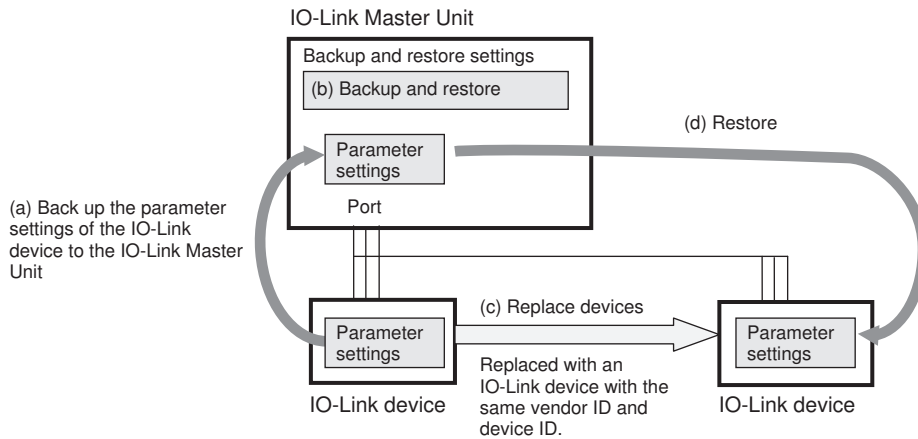 IO-Link Master Unit
Backup and restore settings
(b) Backup and restore
(d) Restore
Parameter
settings
(a) Back up the parameter
settings of the IO-Link
device to the IO-Link Master
Unit
Port
(c) Replace devices
Parameter
settings
Parameter
settings
Replaced with an
IO-Link device with the
same vendor ID and
device ID.
IO-Link device
IO-Link device